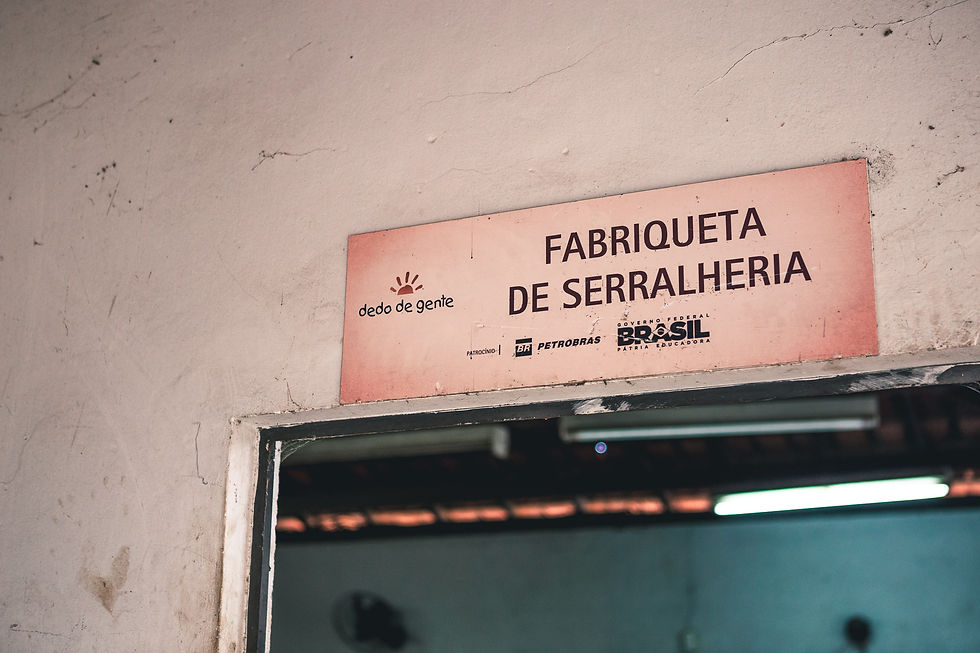 FABRIQUETA
DE SERRALHERIA
dedo de gente
PATROCÍNIO
BR PETROBRAS
GOVERNO FEDERAL
BRASIL
PÁTRIA EDUCADORA